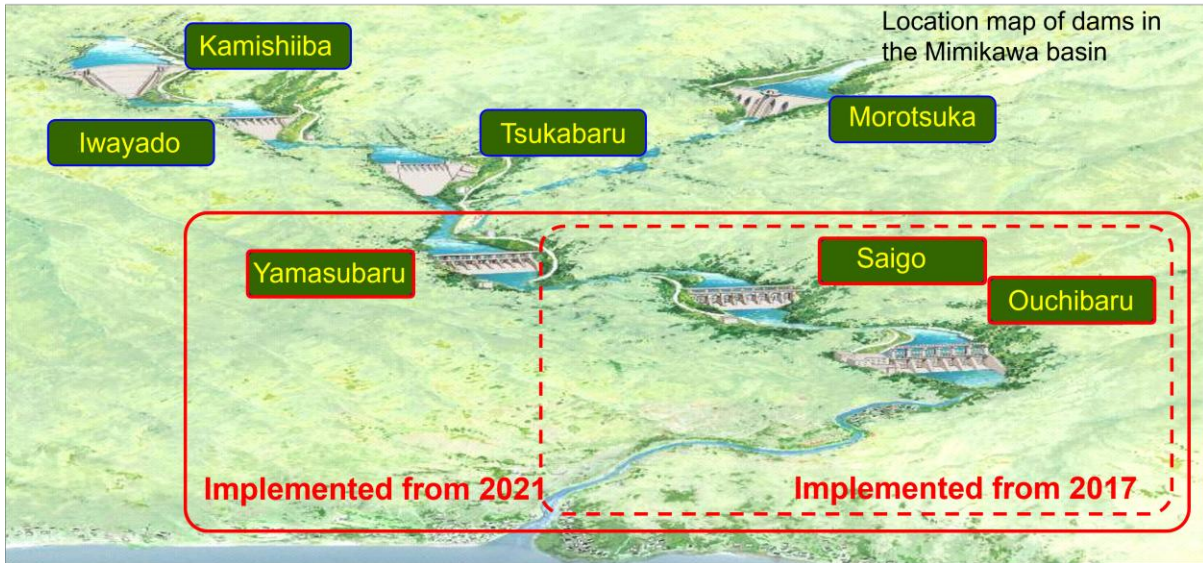 Location map of dams in
the Mimikawa basin
Kamishiiba
Iwayado
Tsukabaru
Morotsuka
Yamasubaru
Saigo
Ouchibaru
Implemented from 2021
Implemented from 2017